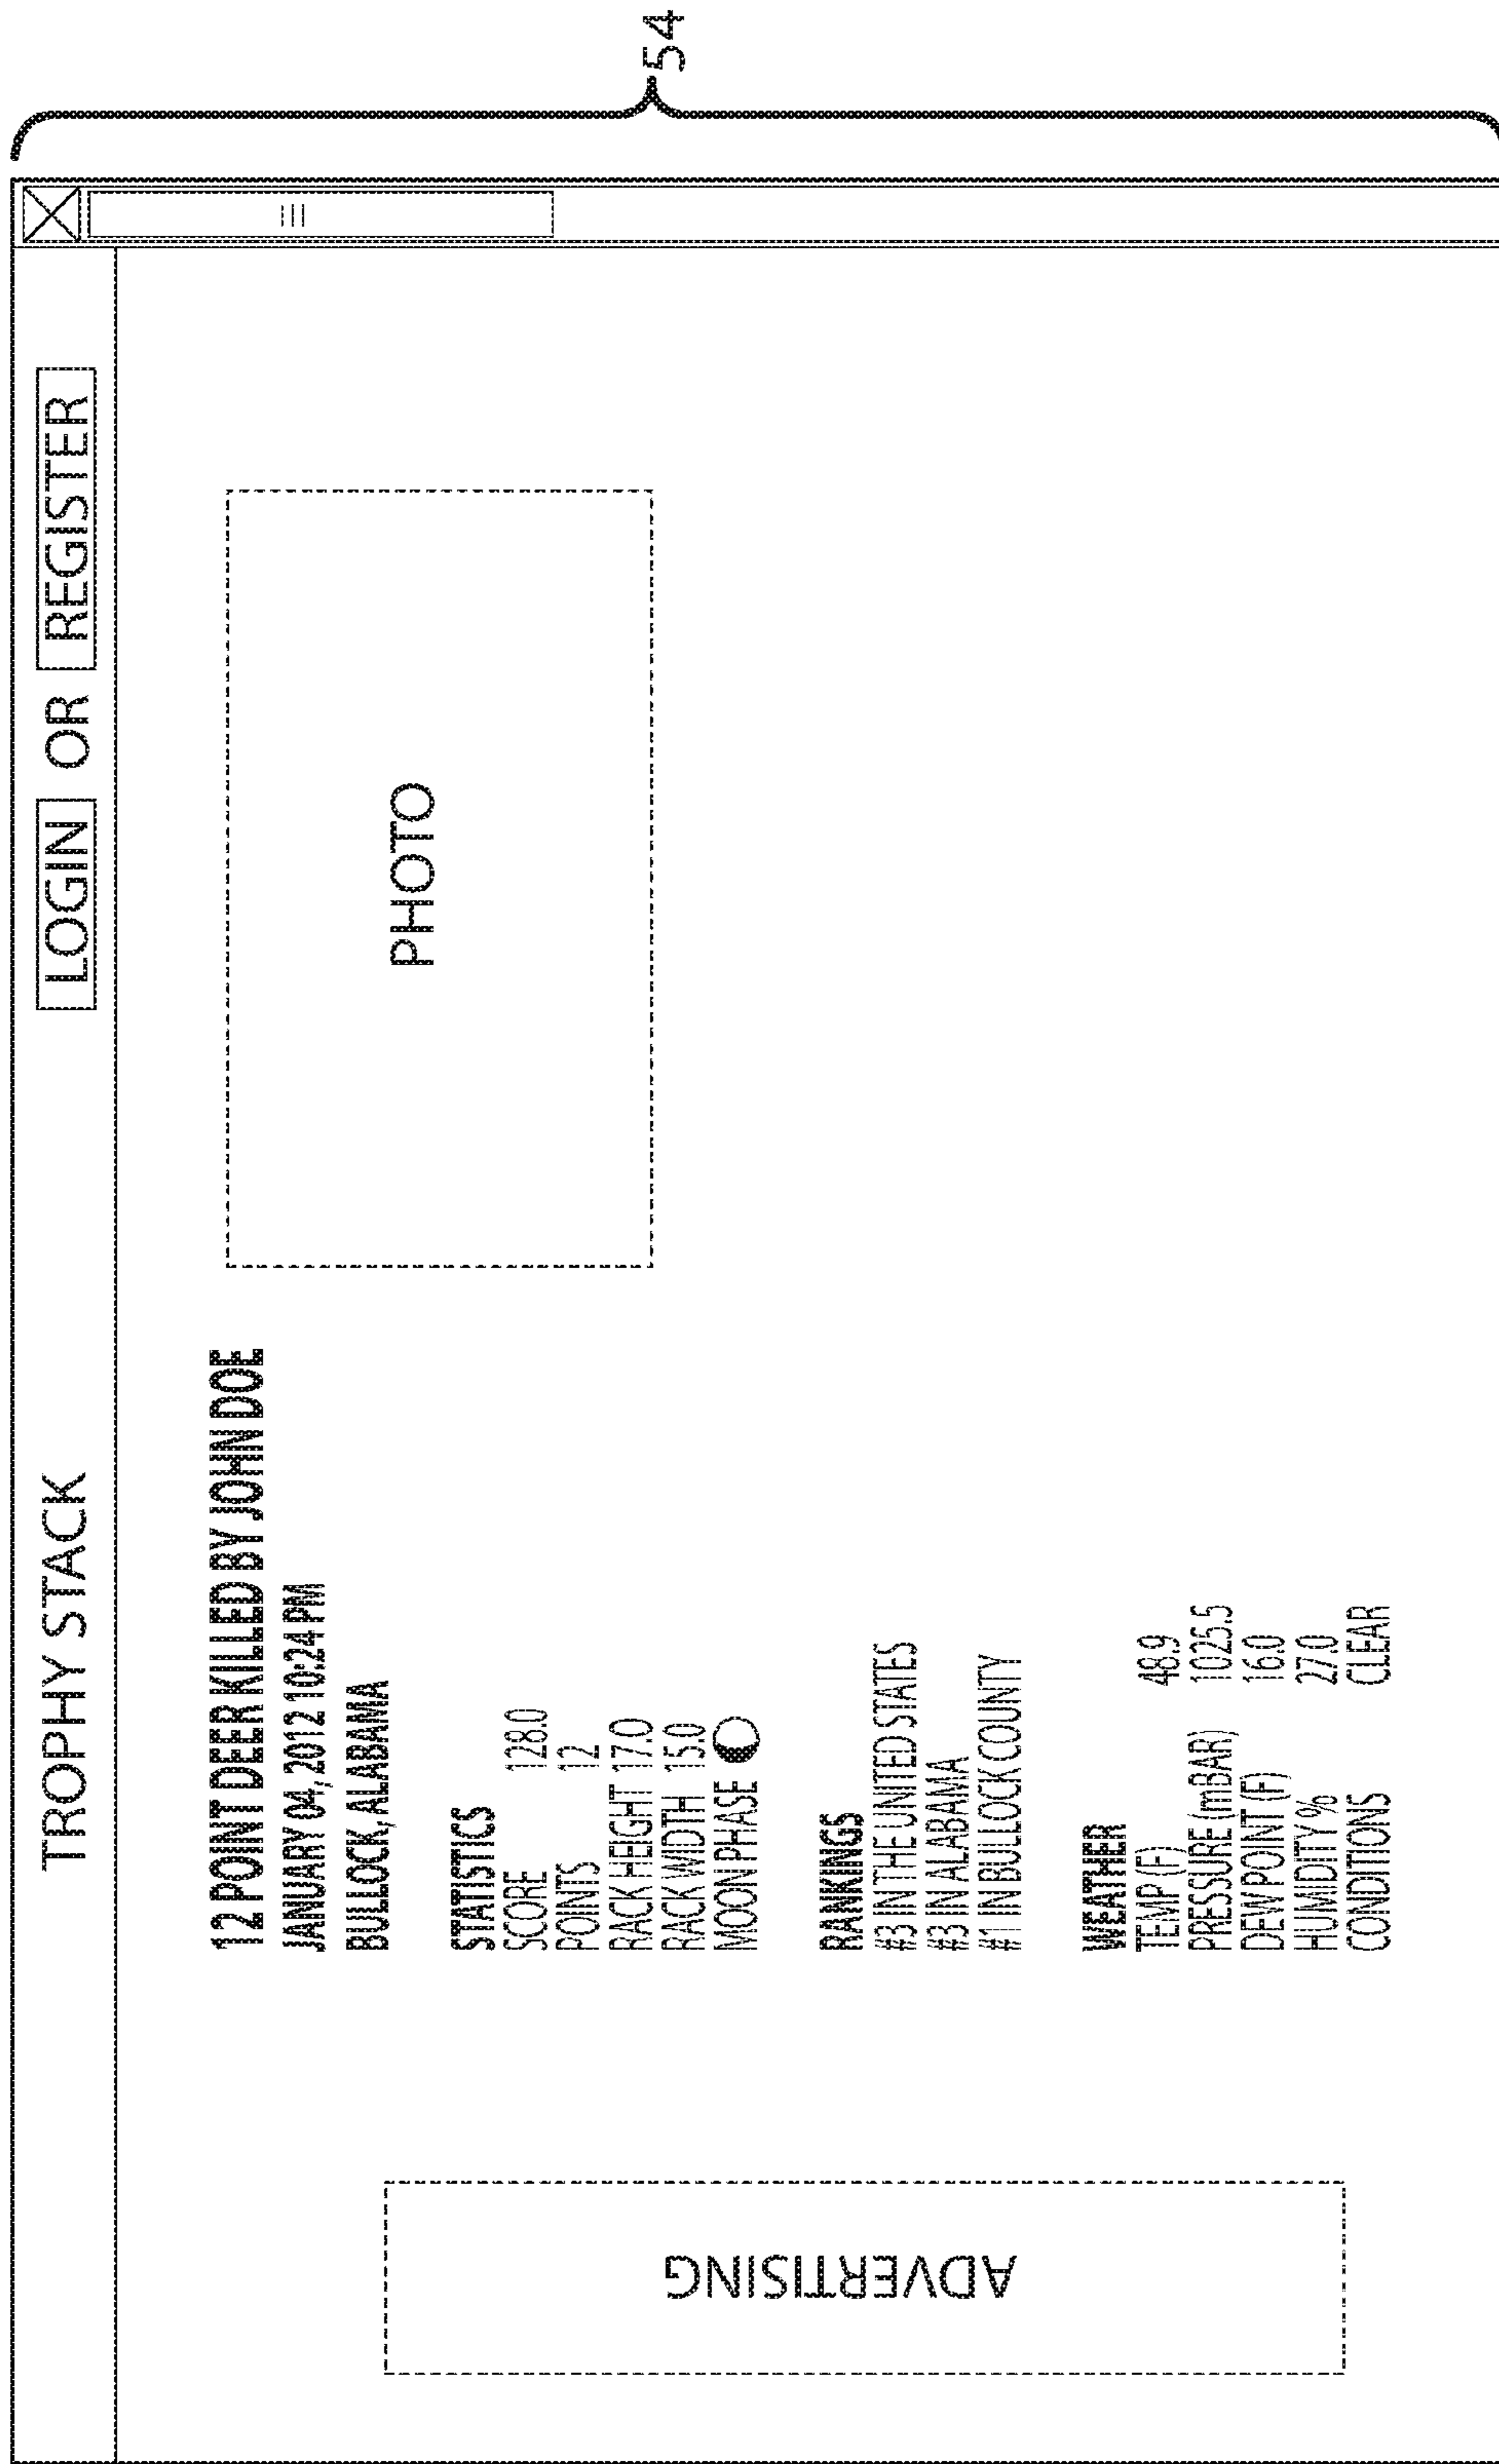 TROPHY STACK LOGIN OR REGISTER
12 POINT DEER KILLED BY JOHN DOE
JANUARY 04, 2012 10:24 PM
BULLOCK, ALABAMA
PHOTO
STATISTICS
SCORE 128.0
POINTS 12
RACK HEIGHT 17.0
RACK WIDTH 15.0
MOON PHASE
RANKINGS
#3 IN THE UNITED STATES
#3 IN ALABAMA
#1 IN BULLOCK COUNTY
WEATHER
TEMP (F) 48.9
PRESSURE (mBAR) 1025.5
DEW POINT (F) 16.0
HUMIDITY % 27.0
CONDITIONS CLEAR
ADVERTISING
54